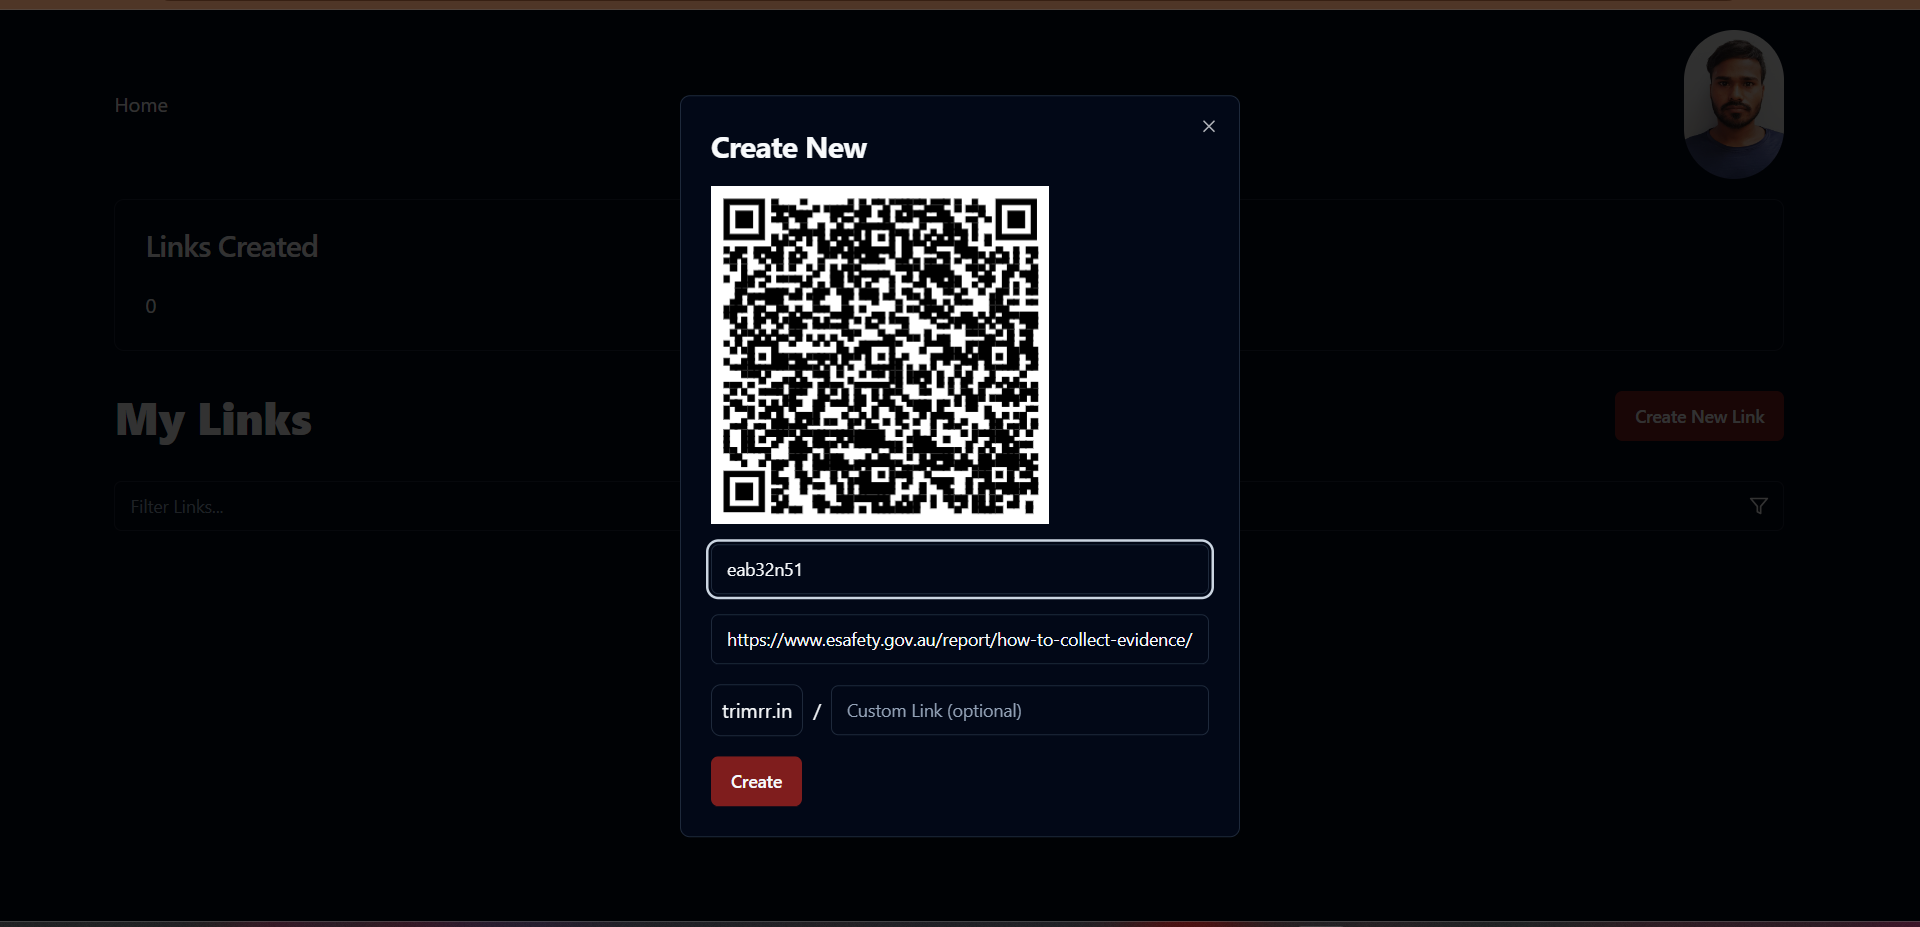 Home
Create New
Links Created
0
My Links
Create New Link
Filter Links...
eab32n51
https://www.esafety.gov.au/report/how-to-collect-evidence/
trimrr.in / Custom Link (optional)
Create